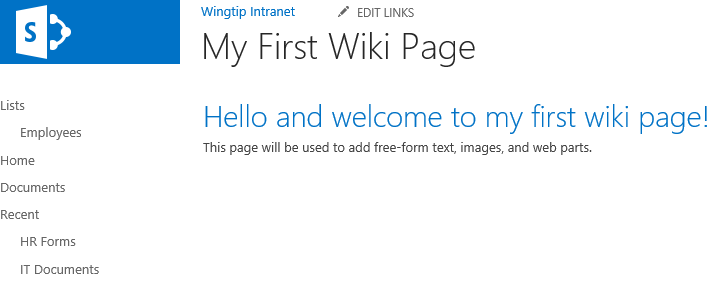 S
Wingtip Intranet EDIT LINKS
My First Wiki Page
Lists
Employees
Home
Documents
Recent
HR Forms
IT Documents
Hello and welcome to my first wiki page!
This page will be used to add free-form text, images, and web parts.